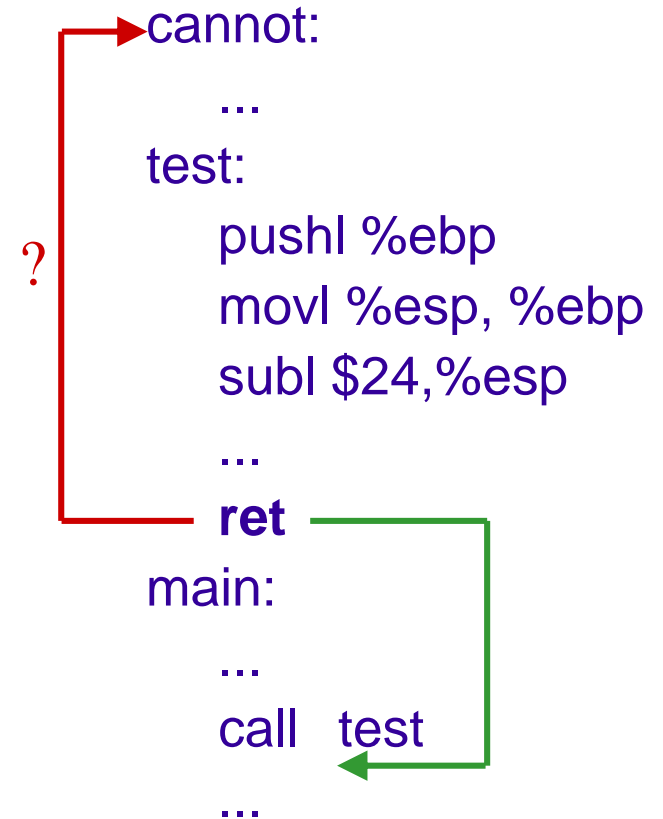 cannot:
...
test:
pushl %ebp
?
movl %esp, %ebp
subl $24,%esp
...
ret
main:
...
call test
...